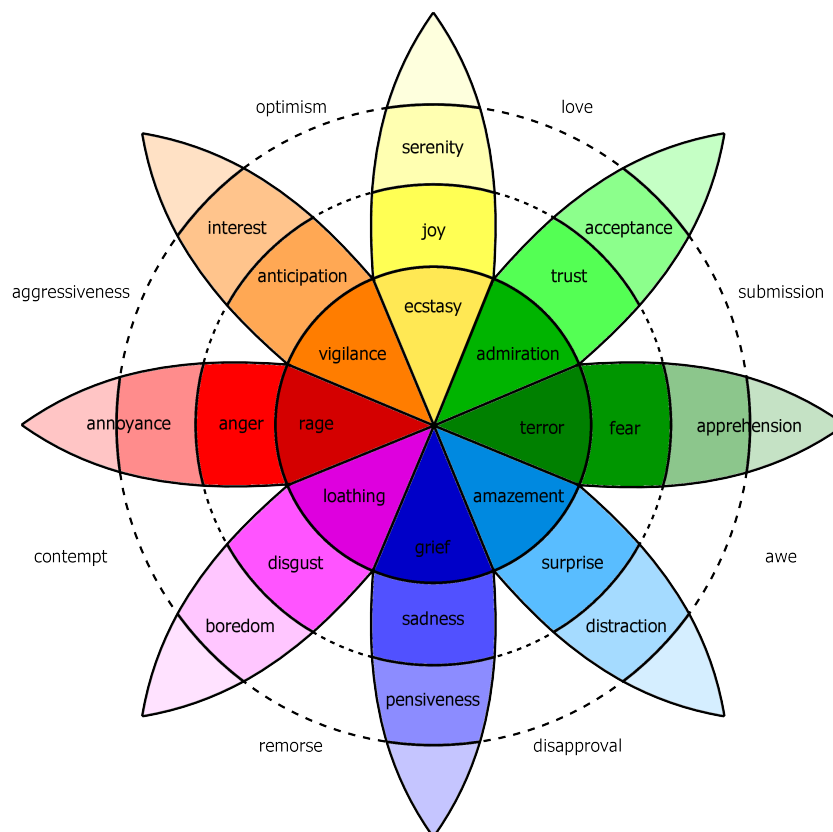 optimism
love
serenity
interest
acceptance
joy
anticipation
trust
aggressiveness
submission
ecstasy
vigilance
admiration
annoyance
anger
rage
terror
fear
apprehension
loathing
amazement
grief
contempt
awe
disgust
surprise
sadness
boredom
distraction
pensiveness
remorse
disapproval